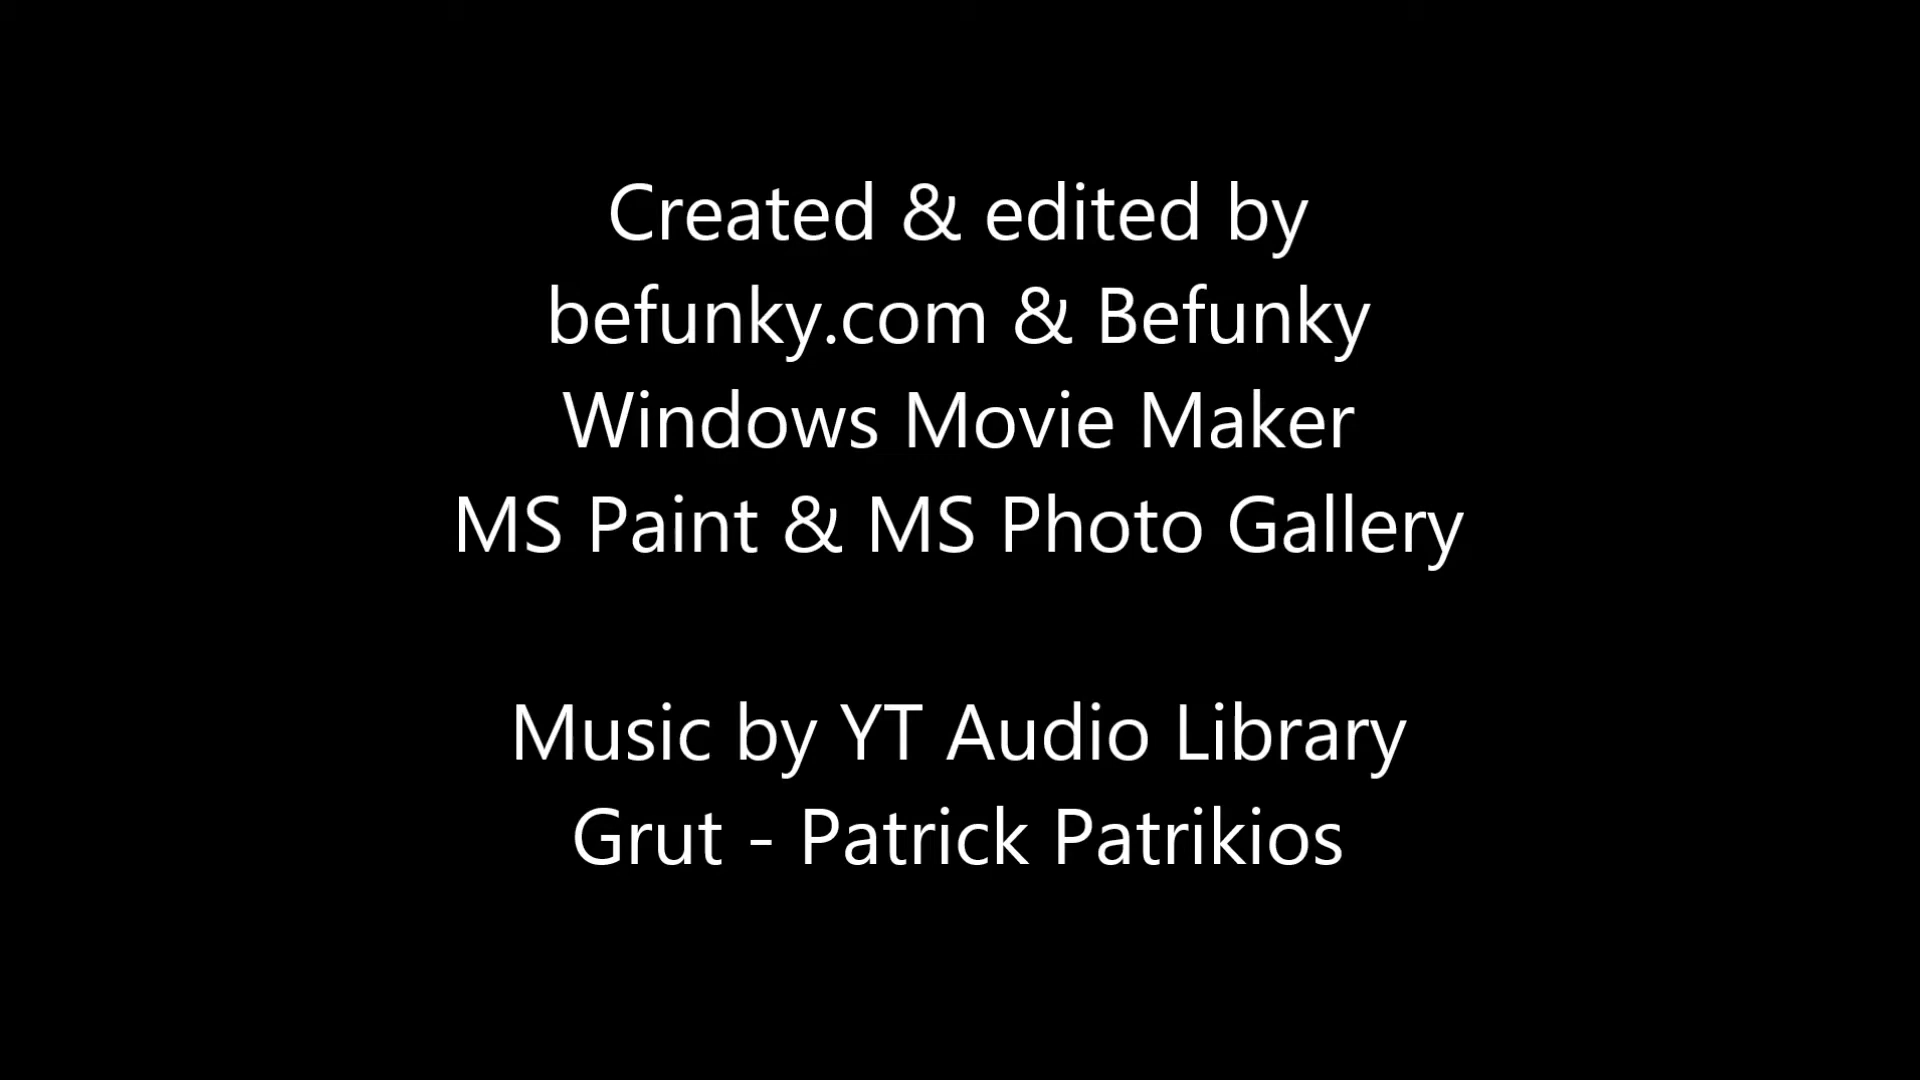 Created & edited by
befunky.com & Befunky
Windows Movie Maker
MS Paint & MS Photo Gallery
Music by YT Audio Library
Grut - Patrick Patrikios